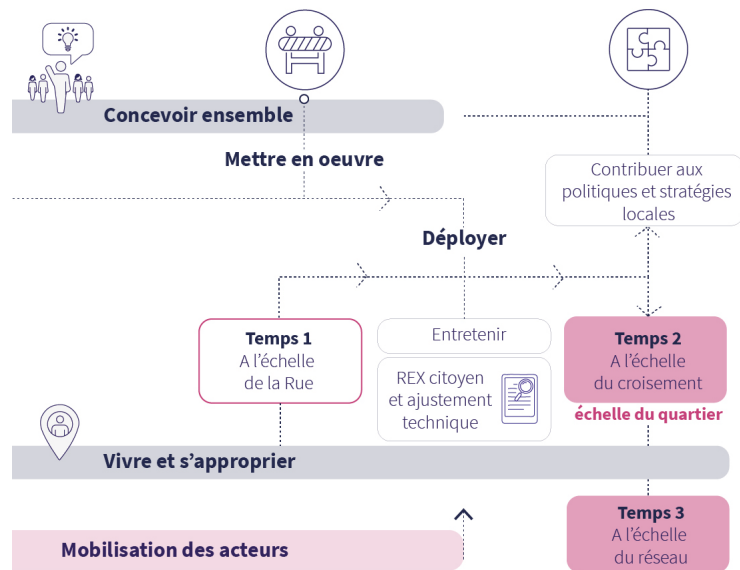 Concevoir ensemble
Mettre en oeuvre
Contribuer aux
politiques et stratégies
locales
Déployer
Temps 1
A l’échelle
de la Rue
Entretenir
REX citoyen
et ajustement
technique
Temps 2
A l’échelle
du croisement
échelle du quartier
Vivre et s’approprier
Temps 3
A l’échelle
du réseau
Mobilisation des acteurs